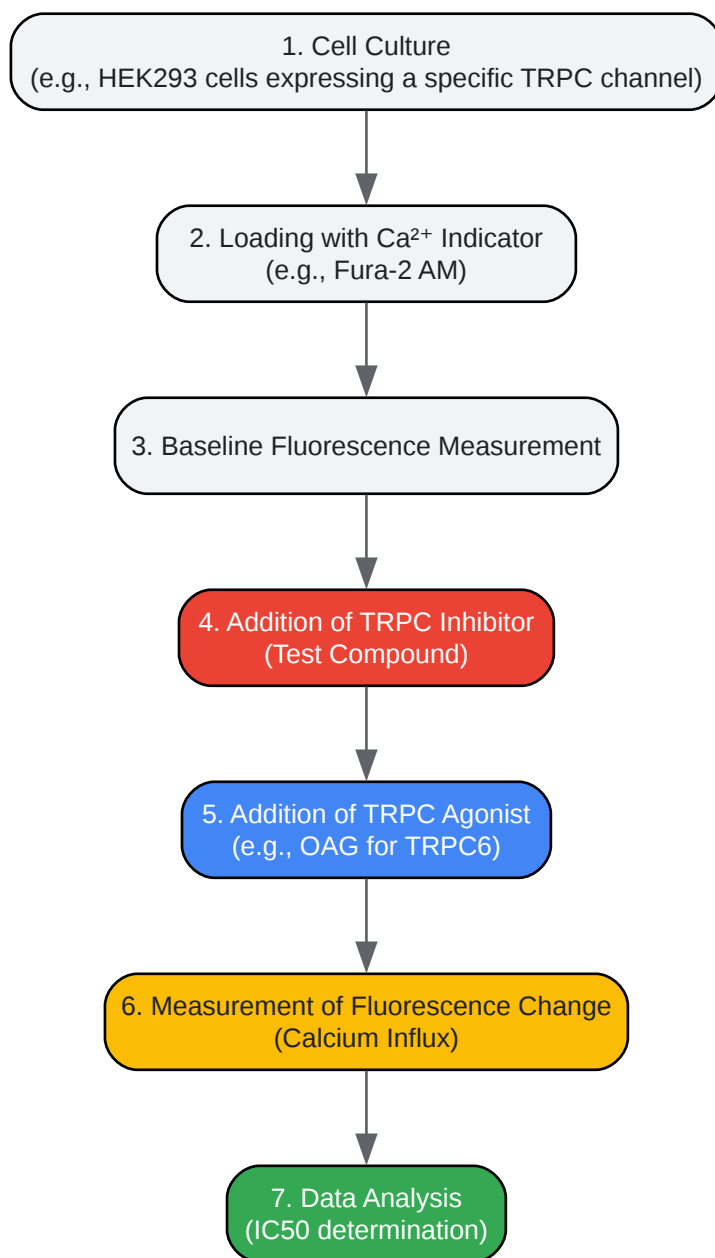 1. Cell Culture
(e.g., HEK293 cells expressing a specific TRPC channel)
2. Loading with Ca²⁺ Indicator
(e.g., Fura-2 AM)
3. Baseline Fluorescence Measurement
4. Addition of TRPC Inhibitor
(Test Compound)
5. Addition of TRPC Agonist
(e.g., OAG for TRPC6)
6. Measurement of Fluorescence Change
(Calcium Influx)
7. Data Analysis
(IC50 determination)